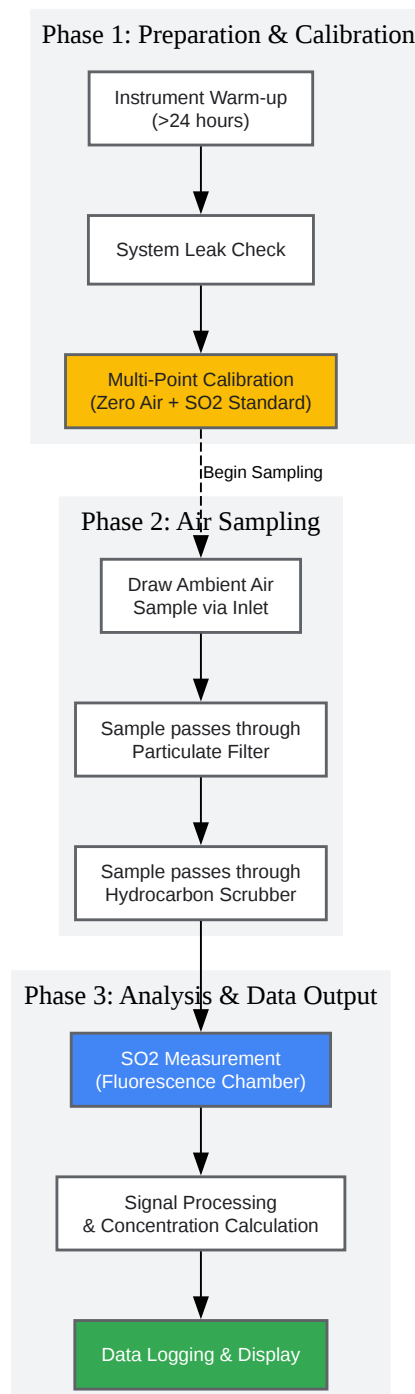 Phase 1: Preparation & Calibration
Instrument Warm-up
(>24 hours)
System Leak Check
Multi-Point Calibration
(Zero Air + SO2 Standard)
Begin Sampling
Phase 2: Air Sampling
Draw Ambient Air
Sample via Inlet
Sample passes through
Particulate Filter
Sample passes through
Hydrocarbon Scrubber
Phase 3: Analysis & Data Output
SO2 Measurement
(Fluorescence Chamber)
Signal Processing
& Concentration Calculation
Data Logging & Display